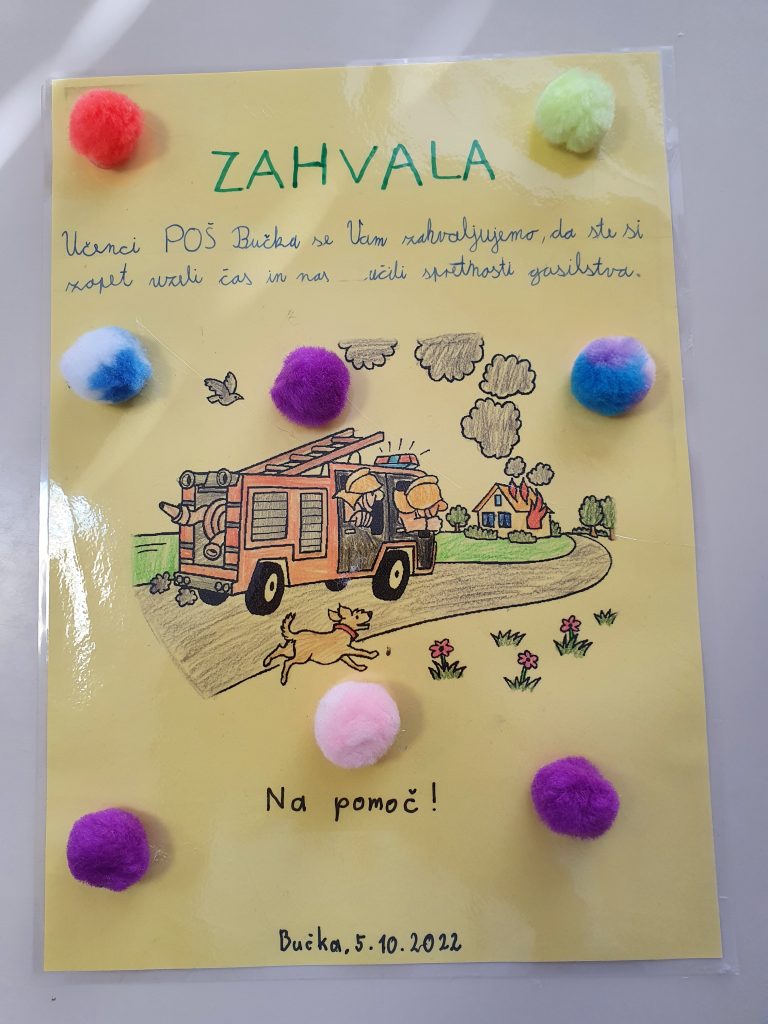 ZAHVALA
Učenci POŠ Bučka se Vam zahvaljujemo, da ste si
zopet vzeli čas in nas učili spretnosti gasilstva.
Na pomoč!
Bučka, 5.10.2022